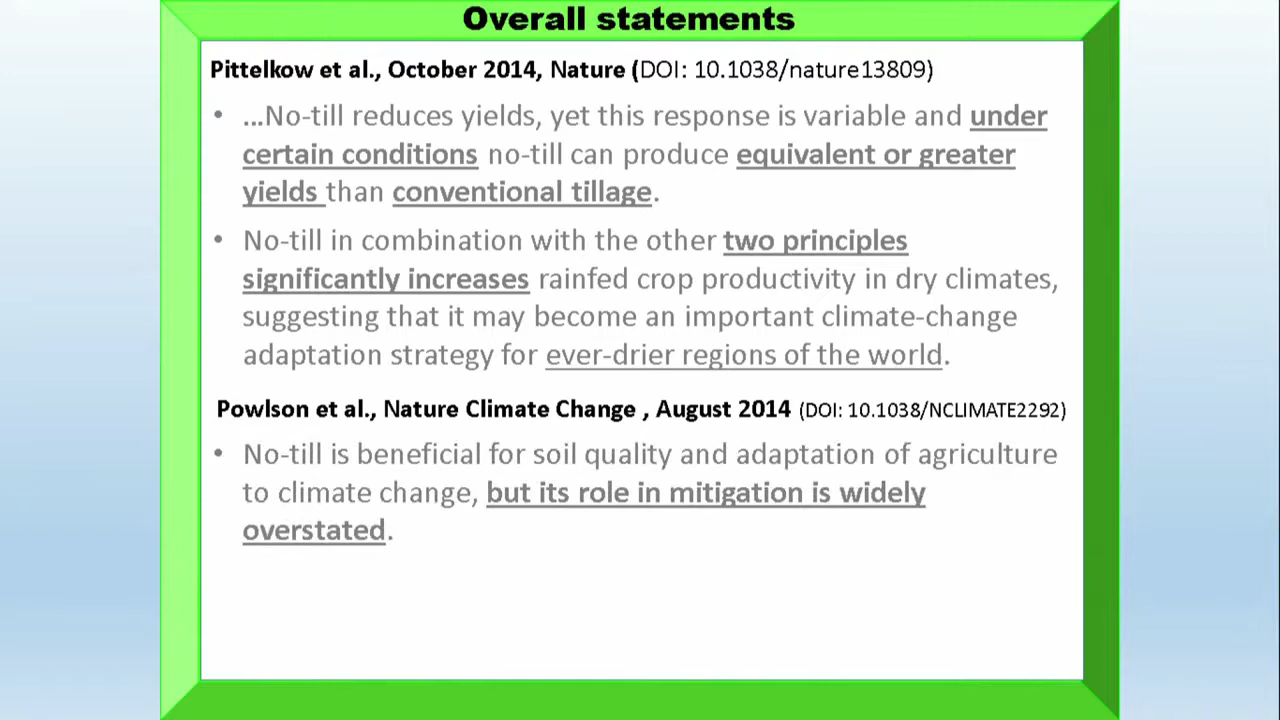 Overall statements
Pittelkow et al., October 2014, Nature (DOI: 10.1038/nature13809)
• ...No-till reduces yields, yet this response is variable and under
certain conditions no-till can produce equivalent or greater
yields than conventional tillage.
• No-till in combination with the other two principles
significantly increases rainfed crop productivity in dry climates,
suggesting that it may become an important climate-change
adaptation strategy for ever-drier regions of the world.
Powlson et al., Nature Climate Change , August 2014 (DOI: 10.1038/NCLIMATE2292)
• No-till is beneficial for soil quality and adaptation of agriculture
to climate change, but its role in mitigation is widely
overstated.